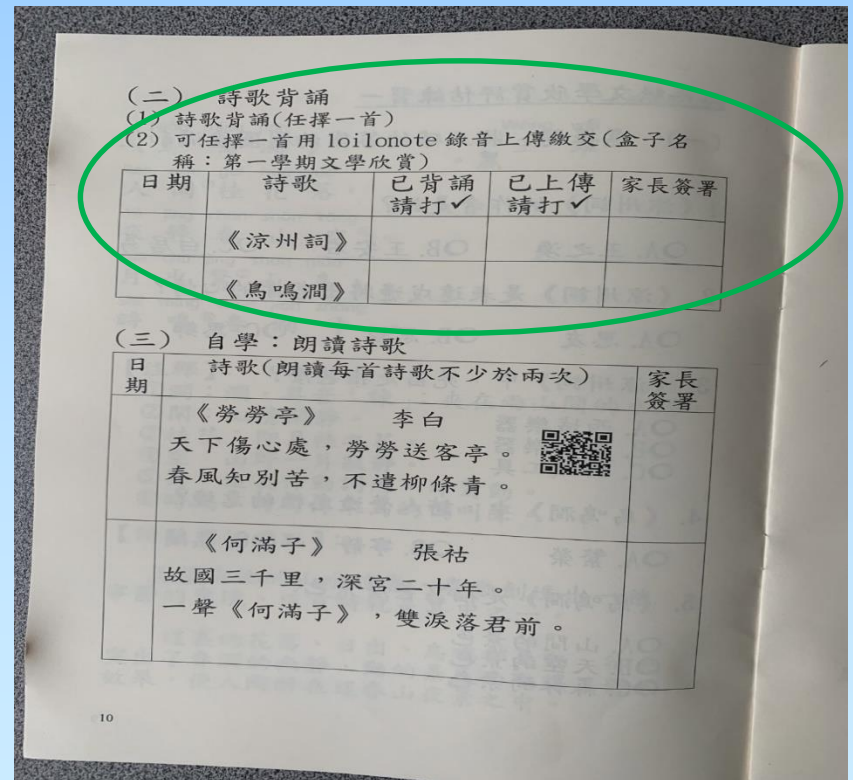 (二) 詩歌背誦
(1) 詩歌背誦(任擇一首)
(2) 可任擇一首用 loilonote 錄音上傳繳交(盒子名
稱：第一學期文學欣賞)
日期 詩歌 已背誦 已上傳 家長簽署
請打✓ 請打✓
《涼州詞》
《鳥鳴澗》
(三) 自學：朗讀詩歌
日期 詩歌(朗讀每首詩歌不少於兩次) 家長簽署
《勞勞亭》 李白
天下傷心處，勞勞送客亭。
春風知別苦，不遣柳條青。
《何滿子》 張祜
故國三千里，深宮二十年。
一聲《何滿子》，雙淚落君前。
10